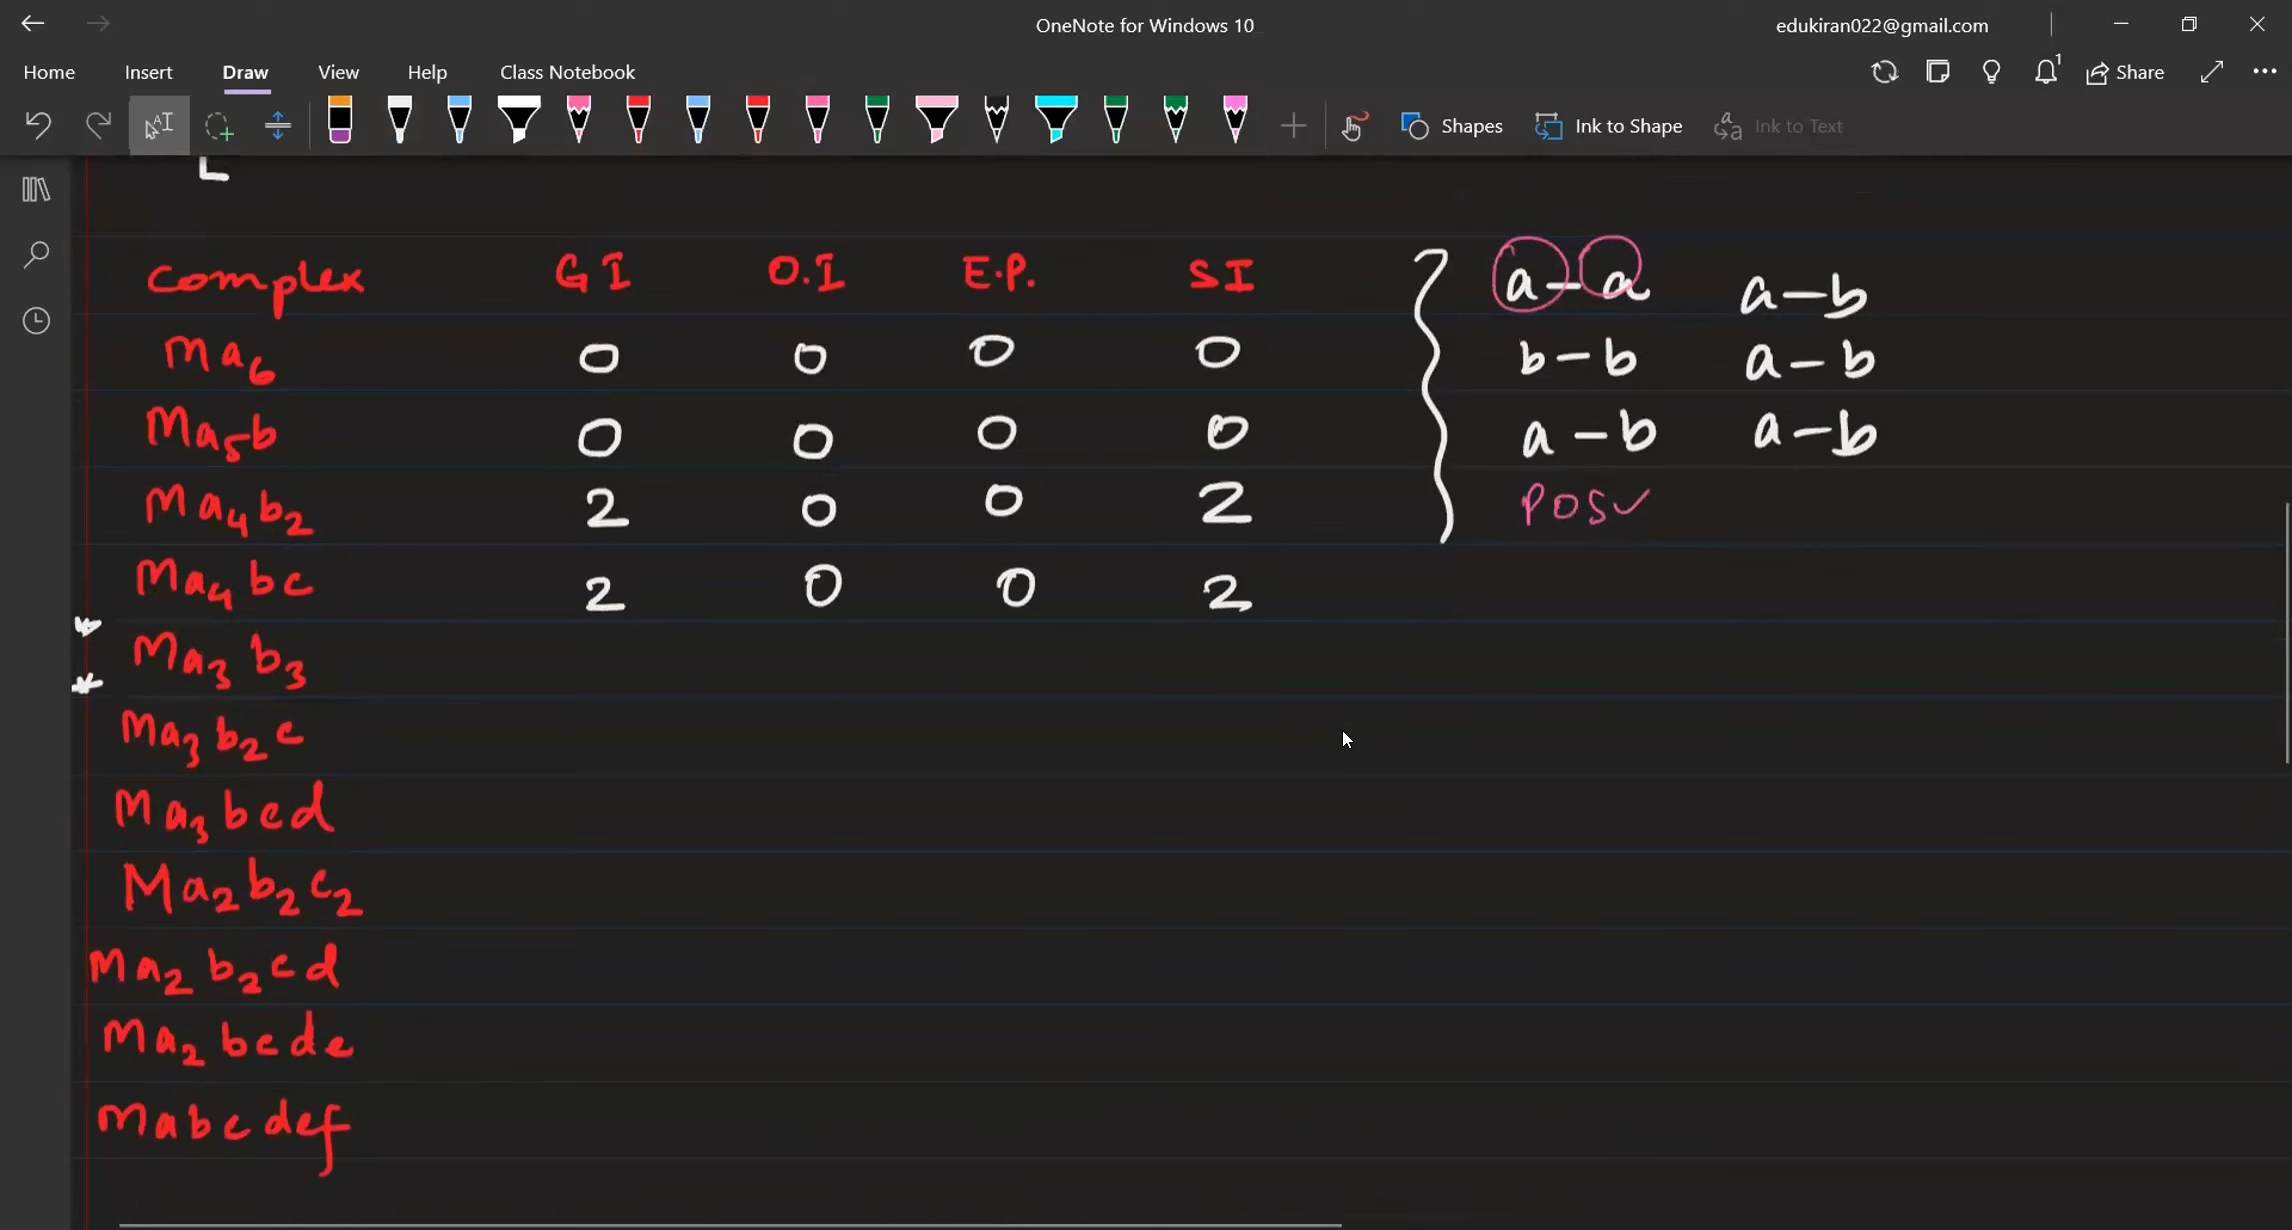 OneNote for Windows 10
edukiran022@gmail.com
Home Insert Draw View Help Class Notebook
1 Share
Shapes Ink to Shape Ink to Text
Complex G I O.I E.P. S I
Ma6 0 0 0 0
Ma5b 0 0 0 0
Ma4b2 2 0 0 2
Ma4bc 2 0 0 2
Ma3b3
Ma3b2c
Ma3bcd
Ma2b2c2
Ma2b2cd
Ma2bcde
Mabcdef
a-a a-b
b-b a-b
a-b a-b
POS✓